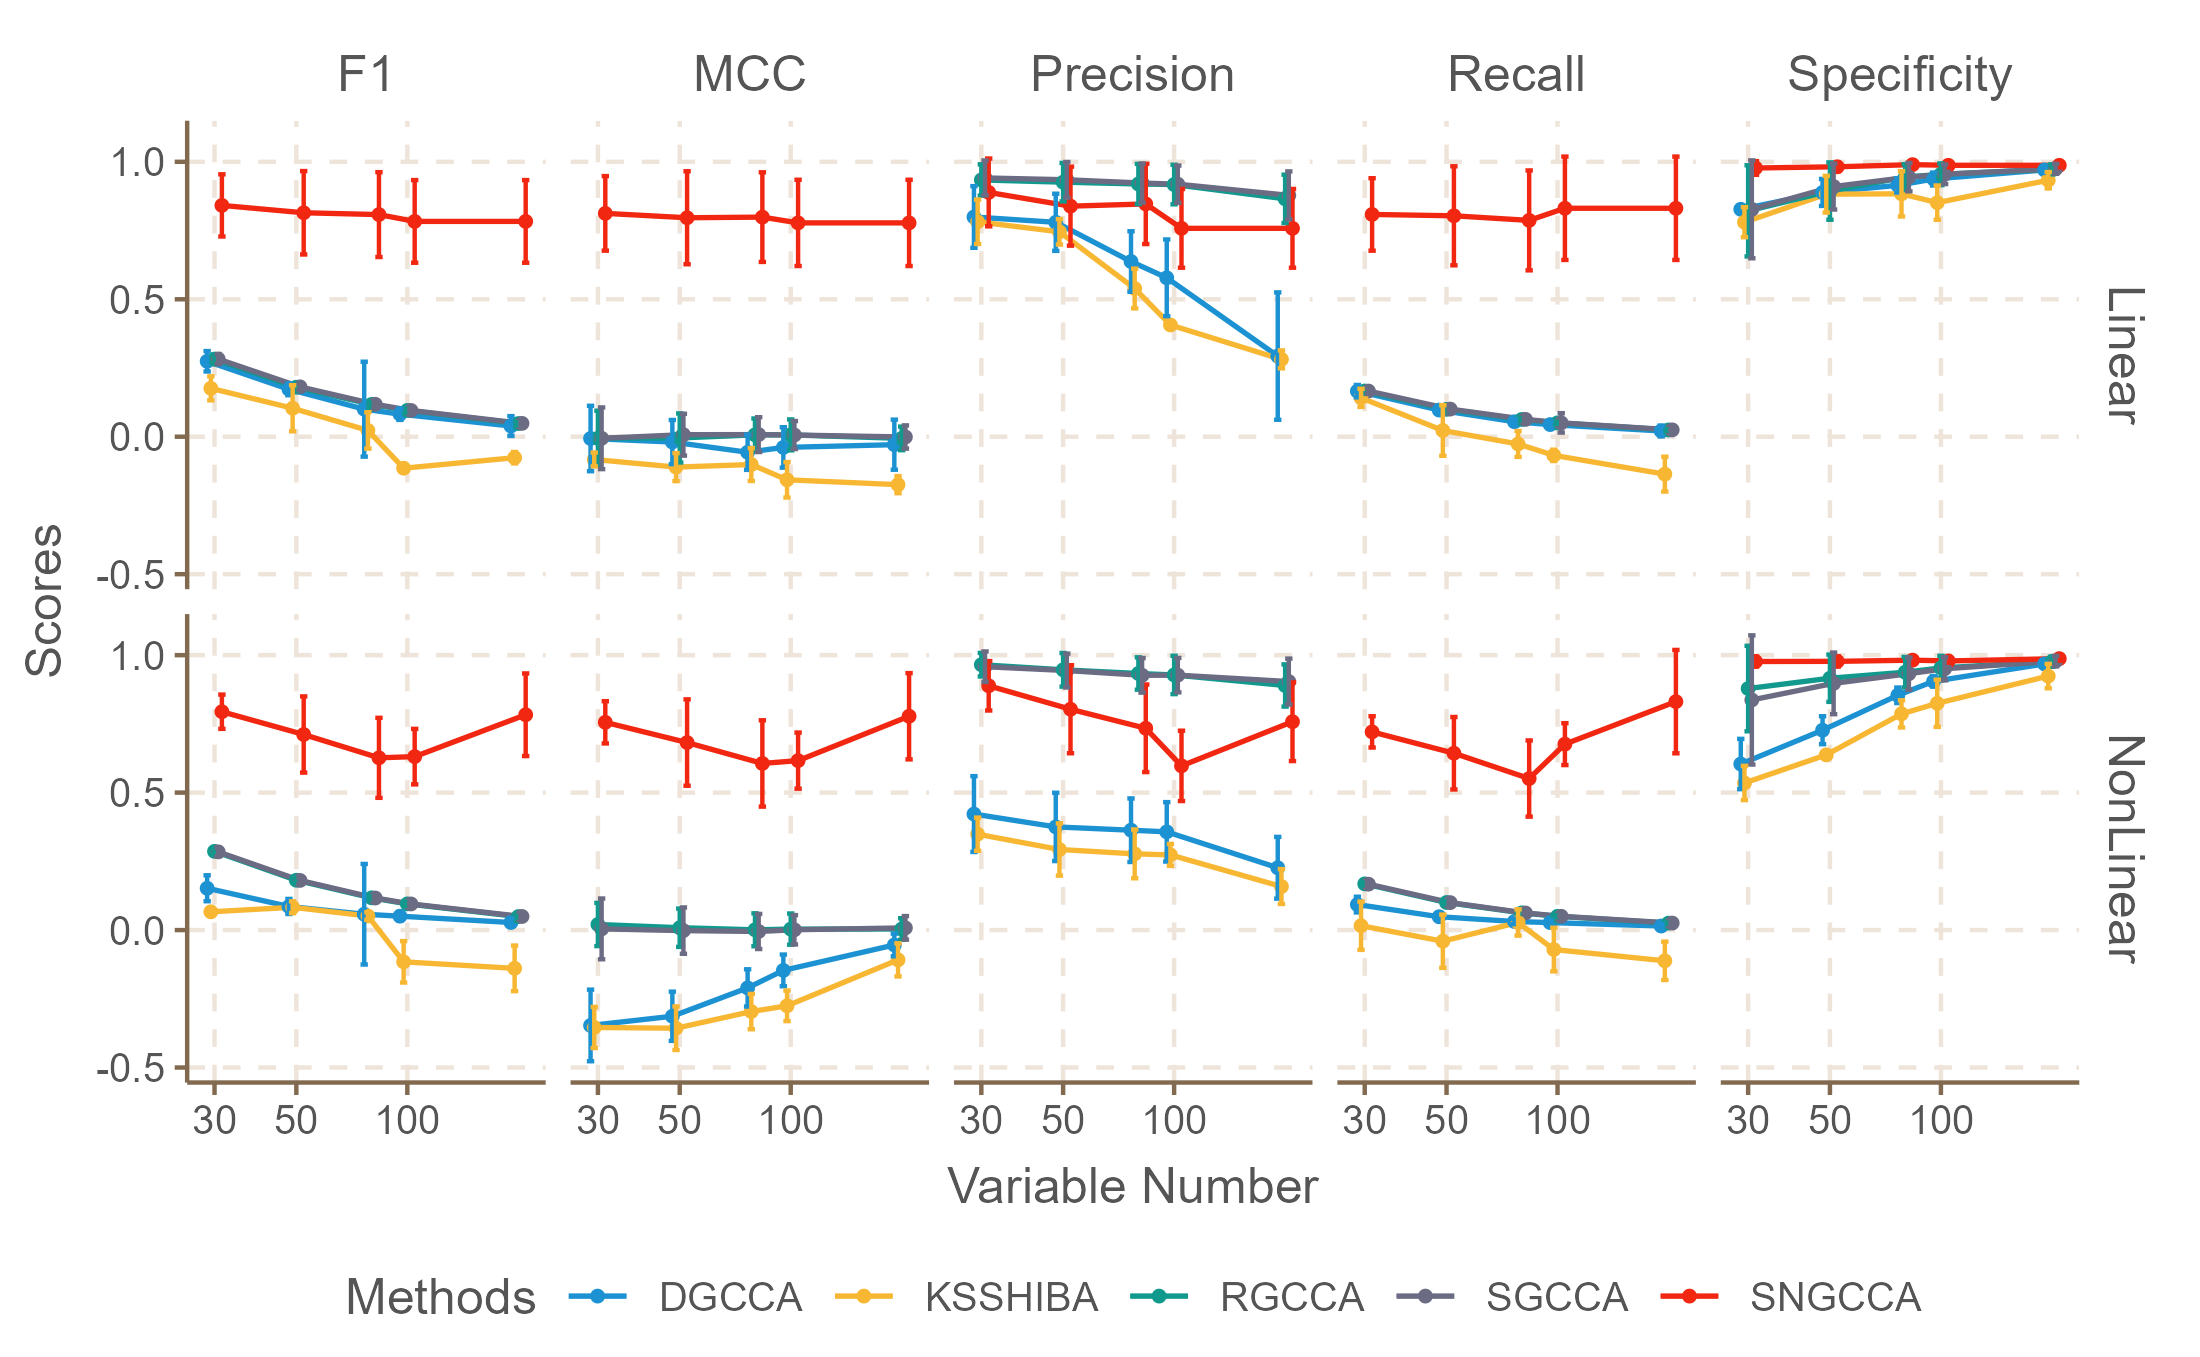 F1 MCC Precision Recall Specificity
1.0
0.5
0.0
-0.5
Linear
1.0
0.5
0.0
-0.5
NonLinear
Scores
30 50 100 30 50 100 30 50 100 30 50 100 30 50 100
Variable Number
Methods DGCCA KSSHIBA RGCCA SGCCA SNGCCA